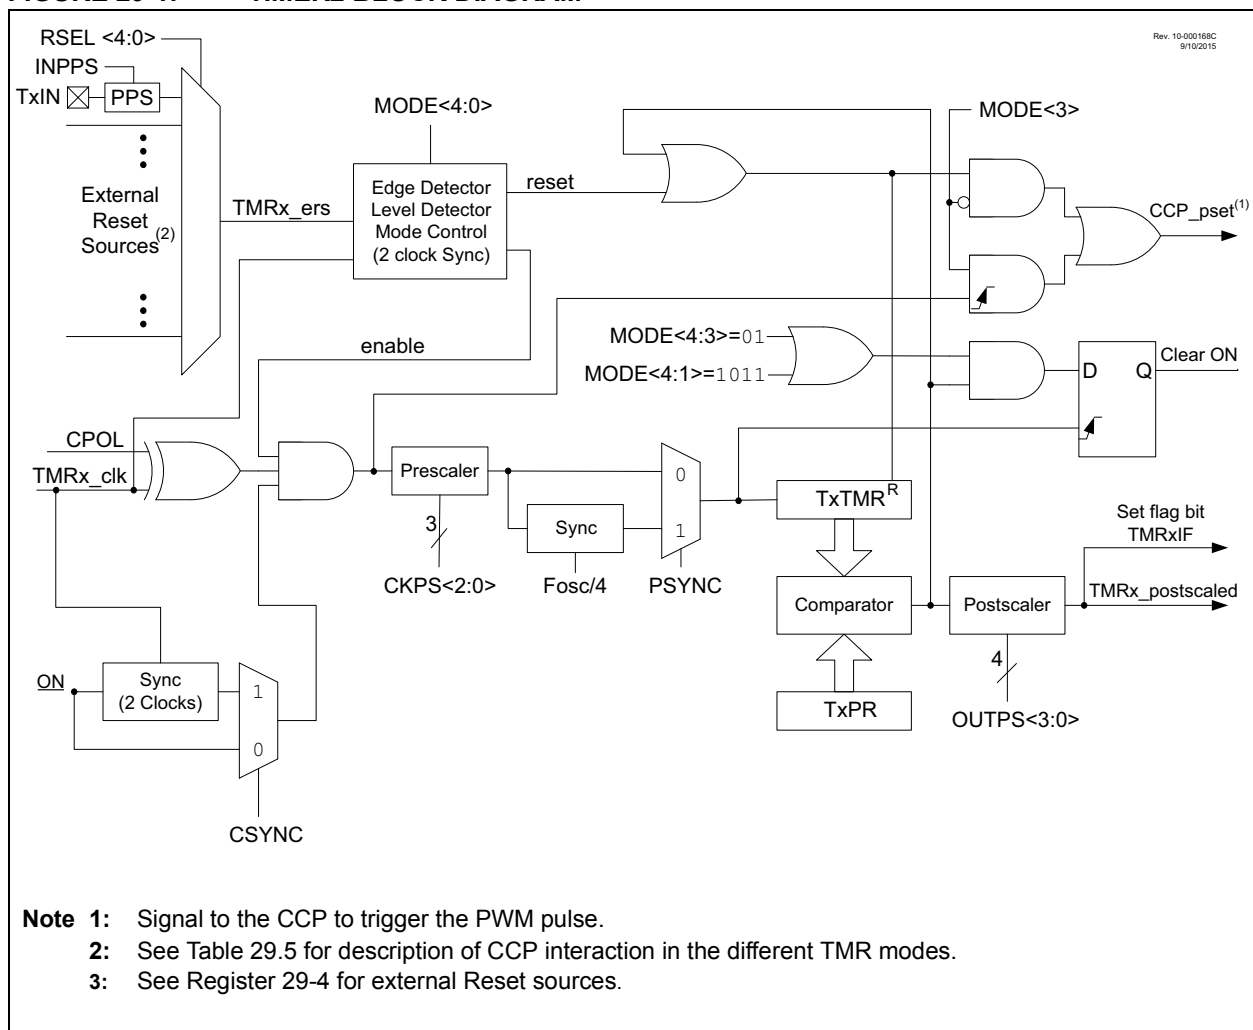 Rev. 10-000168C
9/10/2015
RSEL <4:0>
INPPS
TxIN
PPS
MODE<4:0>
MODE<3>
External
Reset
Sources(2)
TMRx_ers
Edge Detector
Level Detector
Mode Control
(2 clock Sync)
reset
CCP_pset(1)
enable
MODE<4:3>=01
MODE<4:1>=1011
D
Q
Clear ON
CPOL
TMRx_clk
Prescaler
3
CKPS<2:0>
Sync
Fosc/4
0
1
PSYNC
TxTMR
R
Set flag bit
TMRxIF
Comparator
Postscaler
TMRx_postscaled
4
OUTPS<3:0>
TxPR
ON
Sync
(2 Clocks)
1
0
CSYNC
Note 1: Signal to the CCP to trigger the PWM pulse.
2: See Table 29.5 for description of CCP interaction in the different TMR modes.
3: See Register 29-4 for external Reset sources.